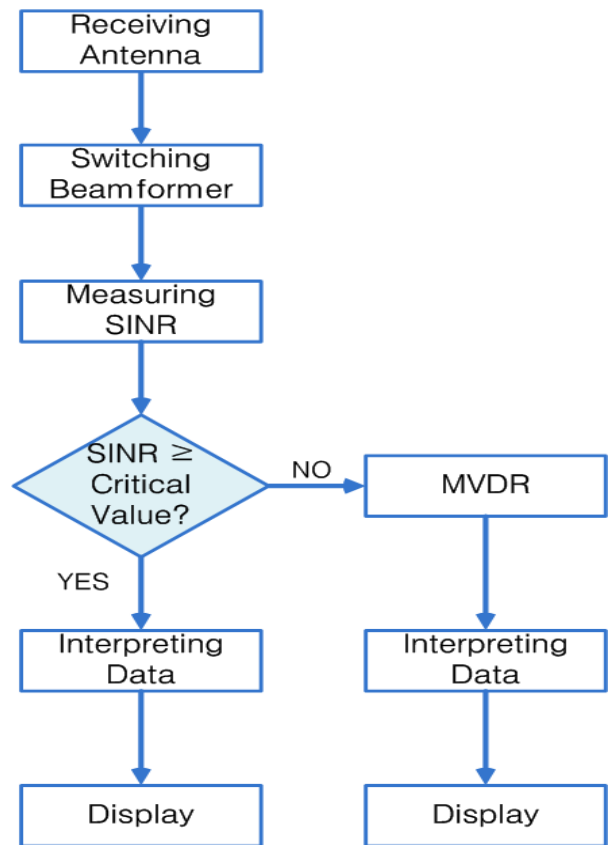 Receiving
Antenna
Switching
Beamformer
Measuring
SINR
SINR ≥
Critical
Value?
NO
MVDR
YES
Interpreting
Data
Interpreting
Data
Display
Display